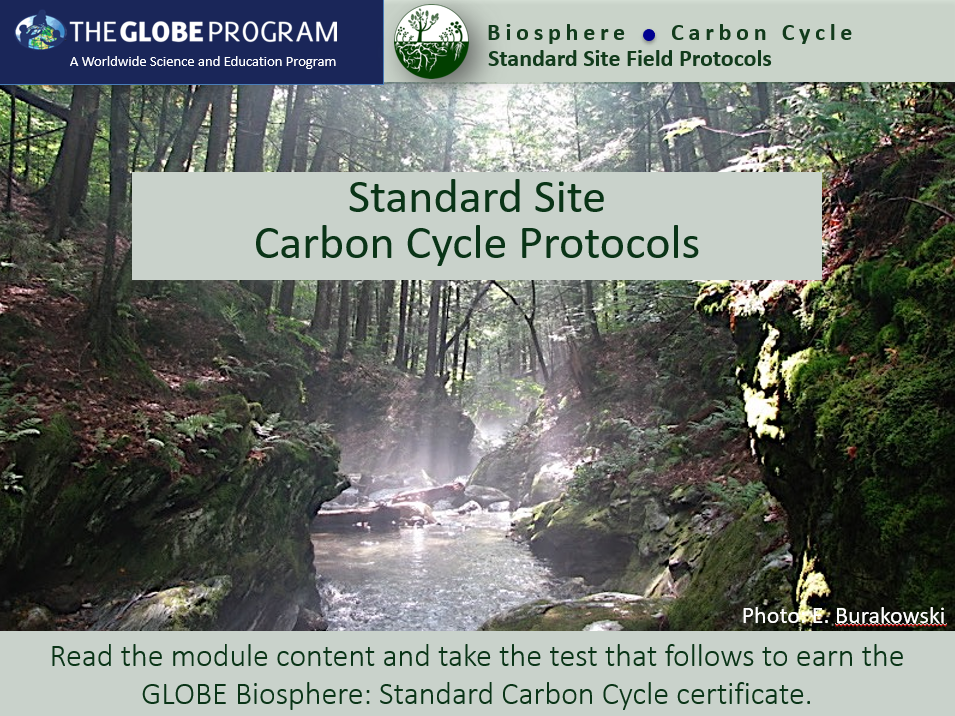 THE GLOBE PROGRAM
A Worldwide Science and Education Program
Biosphere • Carbon Cycle
Standard Site Field Protocols
Standard Site
Carbon Cycle Protocols
Photo: E. Burakowski
Read the module content and take the test that follows to earn the
GLOBE Biosphere: Standard Carbon Cycle certificate.